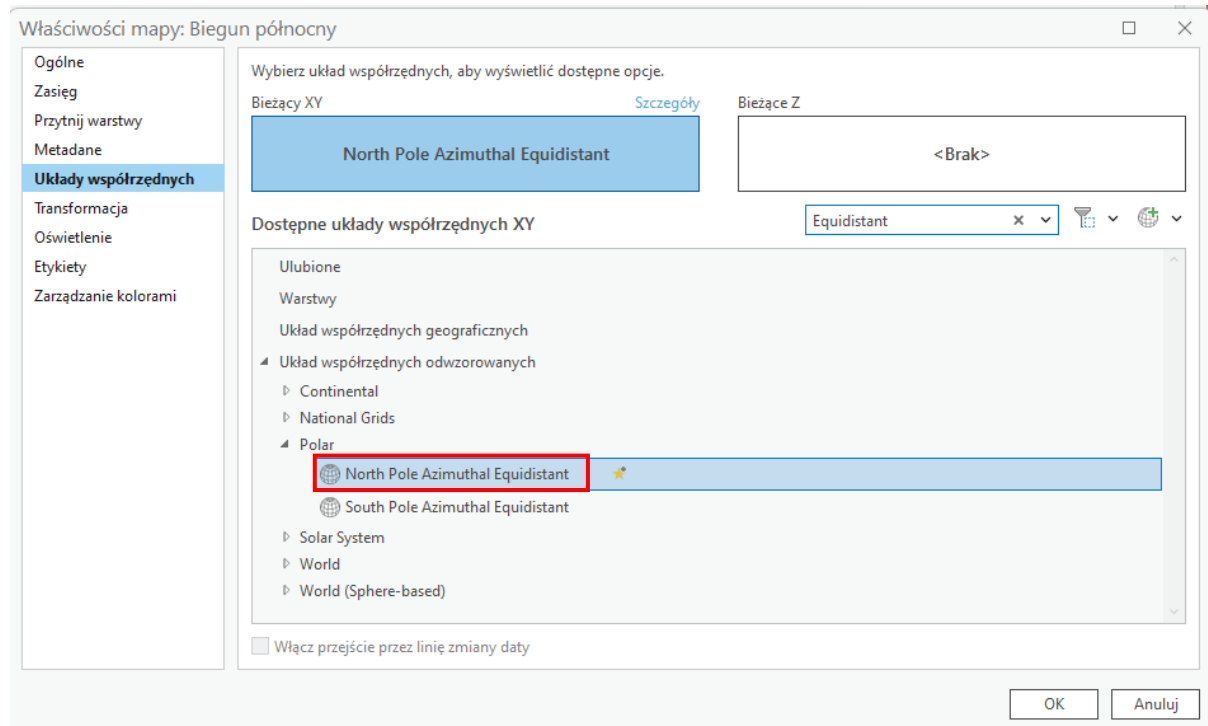 Właściwości mapy: Biegun północny
Ogólne
Zasięg
Przytnij warstwy
Metadane
Układy współrzędnych
Transformacja
Oświetlenie
Etykiety
Zarządzanie kolorami
Wybierz układ współrzędnych, aby wyświetlić dostępne opcje.
Bieżący XY
Szczegóły
Bieżące Z
North Pole Azimuthal Equidistant
<Brak>
Dostępne układy współrzędnych XY
Equidistant
Ulubione
Warstwy
Układ współrzędnych geograficznych
Układ współrzędnych odwzorowanych
Continental
National Grids
Polar
North Pole Azimuthal Equidistant
South Pole Azimuthal Equidistant
Solar System
World
World (Sphere-based)
Włącz przejście przez linię zmiany daty
OK
Anuluj